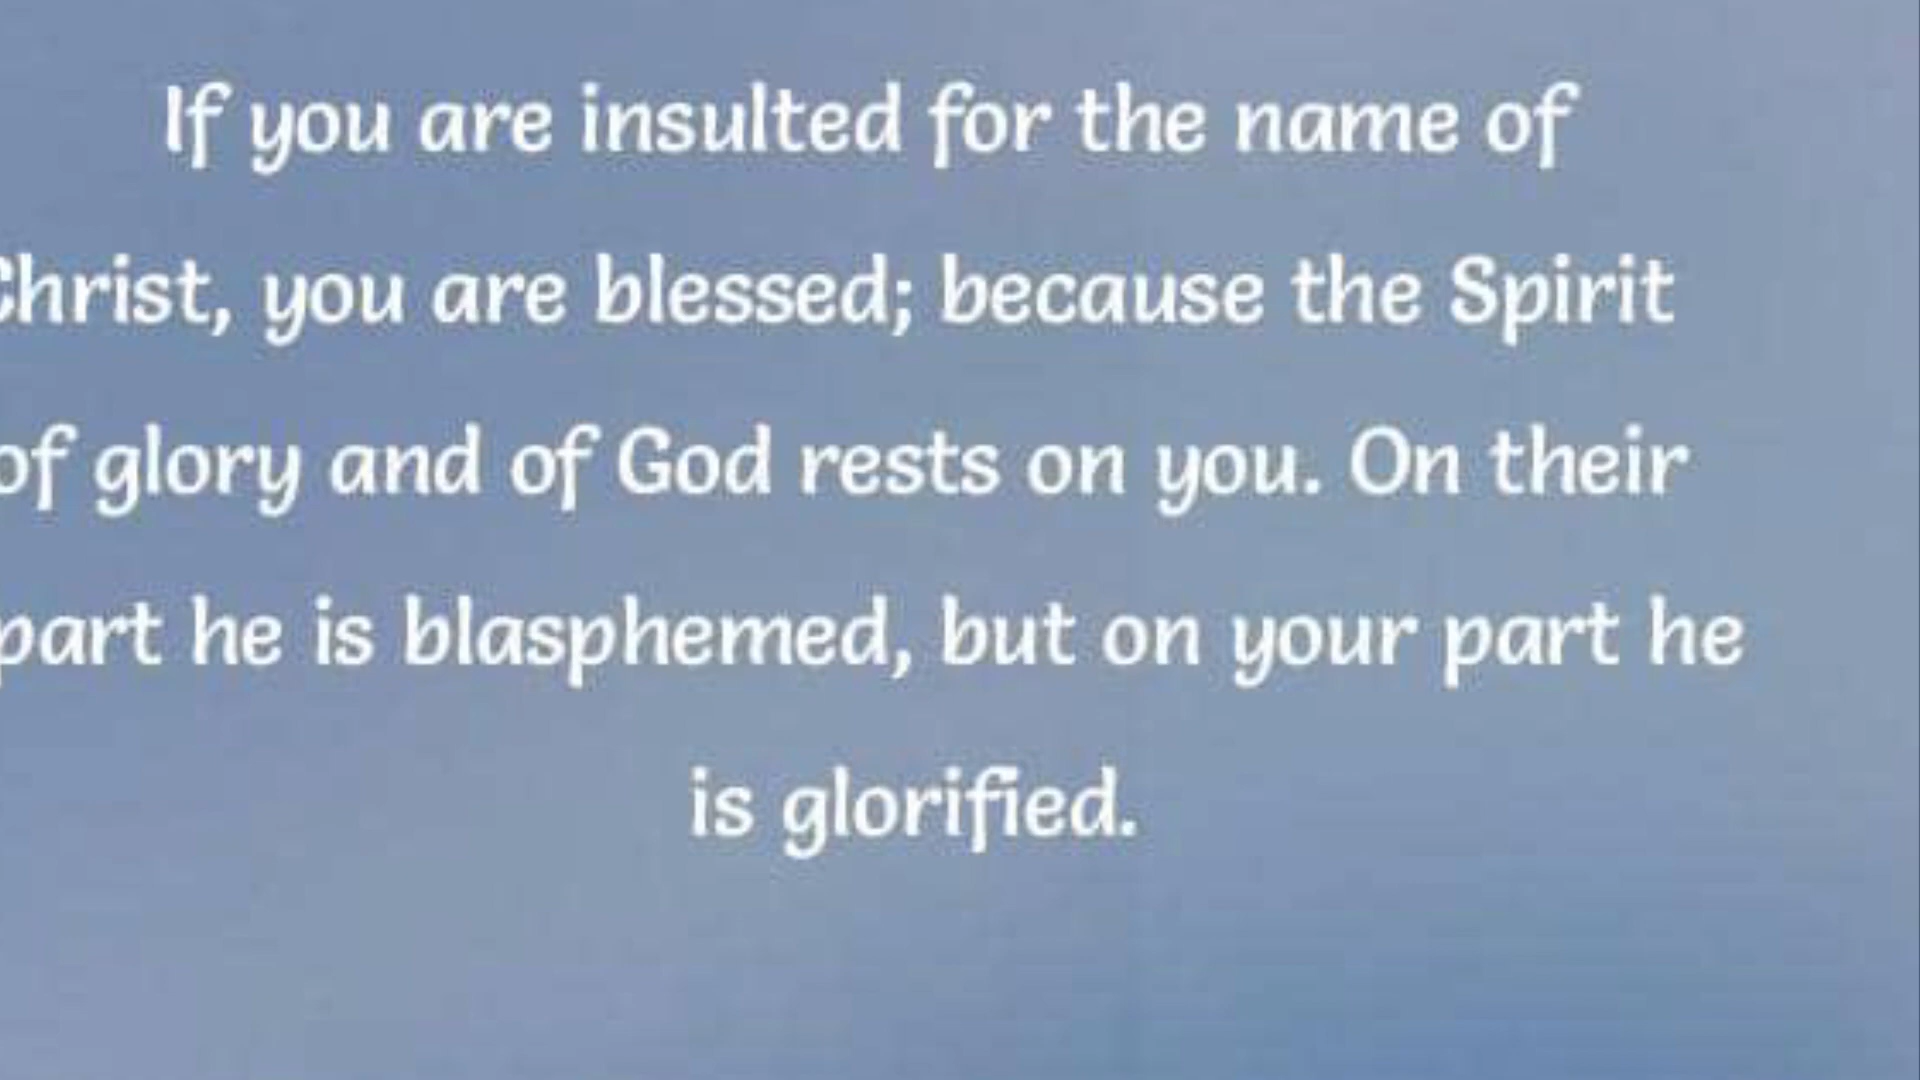 If you are insulted for the name of
Christ, you are blessed; because the Spirit
of glory and of God rests on you. On their
part he is blasphemed, but on your part he
is glorified.